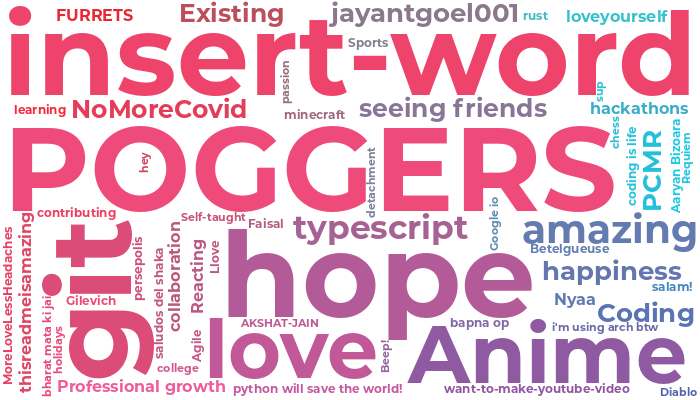 FURRETS
Existing
jayantgoel001
rust
loveyourself
insert-word
Sports
passion
sup
learning
NoMoreCovid
minecraft
seeing friends
hackathons
POGGERS
hey
detachment
chess
coding is life
PCMR
Aaryan Bizoara
Requiem
contributing
Self-taught
Faisal
typescript
Google io
amazing
Betelgueuse
MoreLoveLessHeadaches
thisreadmeisamazing
git
persepolis
saludos del shaka
collaboration
Reacting
Llove
hope
happiness
salam!
bharat mata ki jai
holidays
Gilevich
Nyaa
Coding
AKSHAT-JAIN
bapna op
i'm using arch btw
Agile
love
Beep!
Anime
college
Professional growth
python will save the world!
want-to-make-youtube-video
Diablo